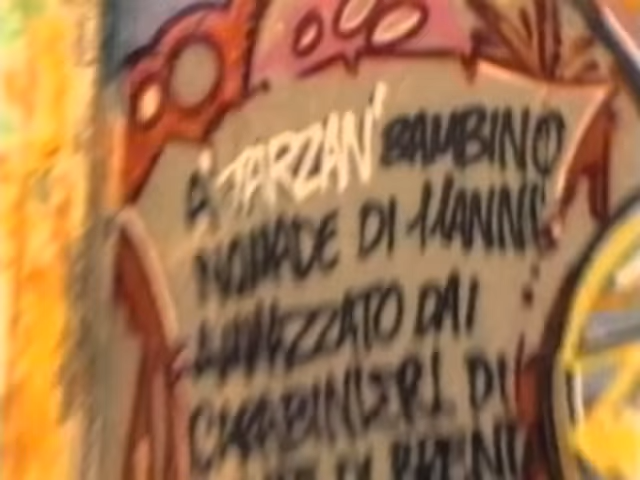 A "TARZAN" BAMBINO
NOMADE DI 11 ANNI
AMMAZZATO DAI
CARABINIERI DI